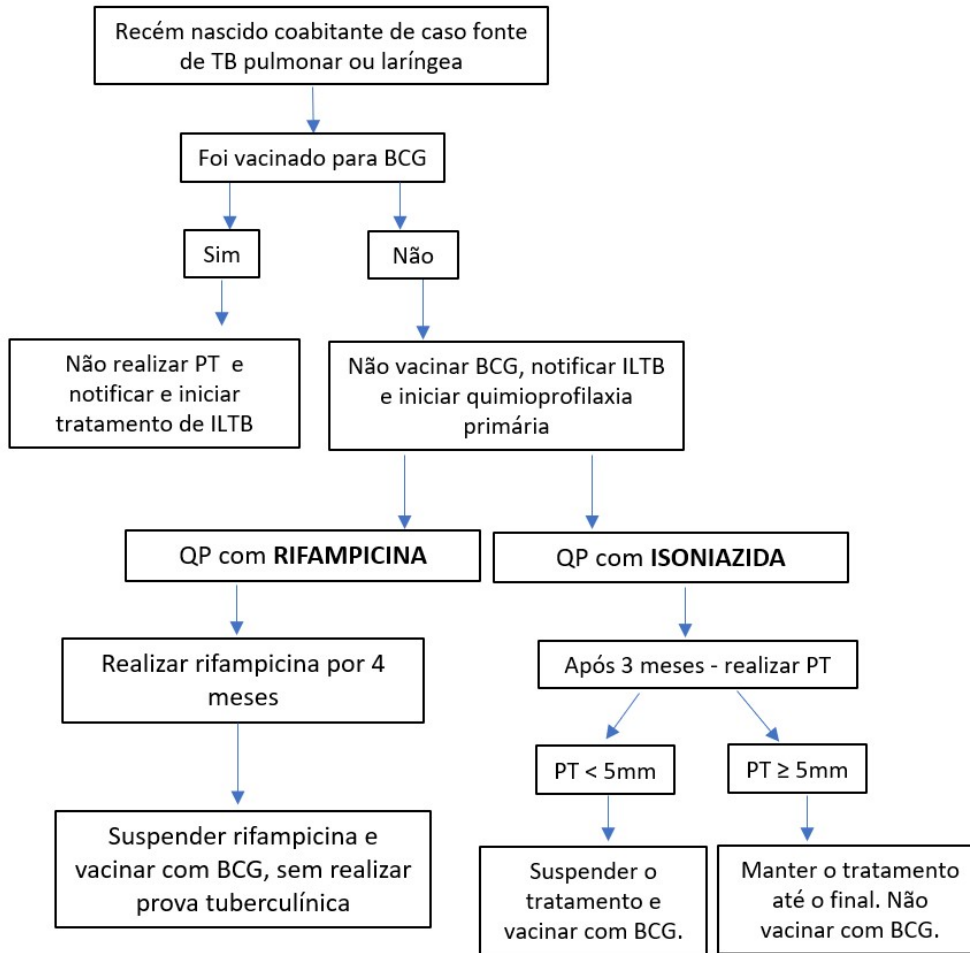 Recém nascido coabitante de caso fonte
de TB pulmonar ou laríngea
Foi vacinado para BCG
Sim
Não
Não realizar PT e
notificar e iniciar
tratamento de ILTB
Não vacinar BCG, notificar ILTB
e iniciar quimioprofilaxia
primária
QP com RIFAMPICINA
QP com ISONIAZIDA
Realizar rifampicina por 4
meses
Após 3 meses - realizar PT
PT < 5mm
PT ≥ 5mm
Suspender rifampicina e
vacinar com BCG, sem realizar
prova tuberculínica
Suspender o
tratamento e
vacinar com BCG.
Manter o tratamento
até o final. Não
vacinar com BCG.